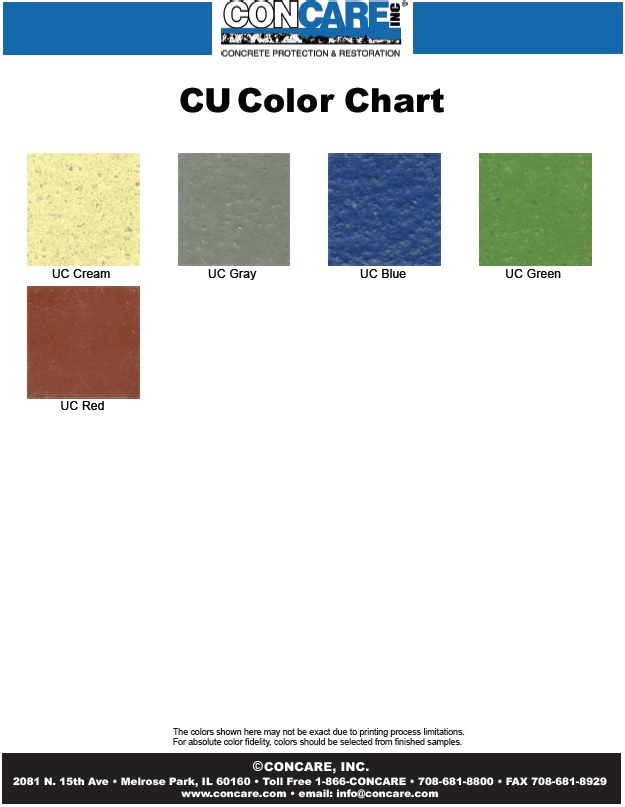 CONCARE INC ®
CONCRETE PROTECTION & RESTORATION
CU Color Chart
UC Cream
UC Gray
UC Blue
UC Green
UC Red
The colors shown here may not be exact due to printing process limitations.
For absolute color fidelity, colors should be selected from finished samples.
©CONCARE, INC.
2081 N. 15th Ave • Melrose Park, IL 60160 • Toll Free 1-866-CONCARE • 708-681-8800 • FAX 708-681-8929
www.concare.com • email: info@concare.com